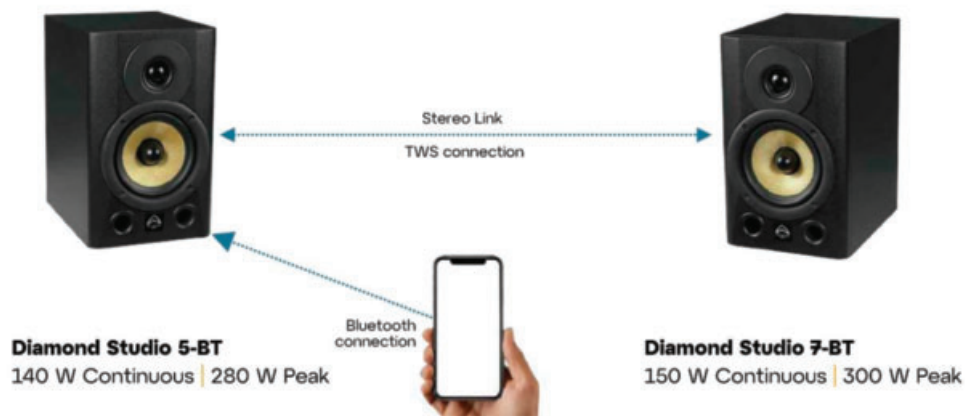 Stereo Link
TWS connection
Bluetooth
connection
Diamond Studio 5-BT
140 W Continuous | 280 W Peak
Diamond Studio 7-BT
150 W Continuous | 300 W Peak